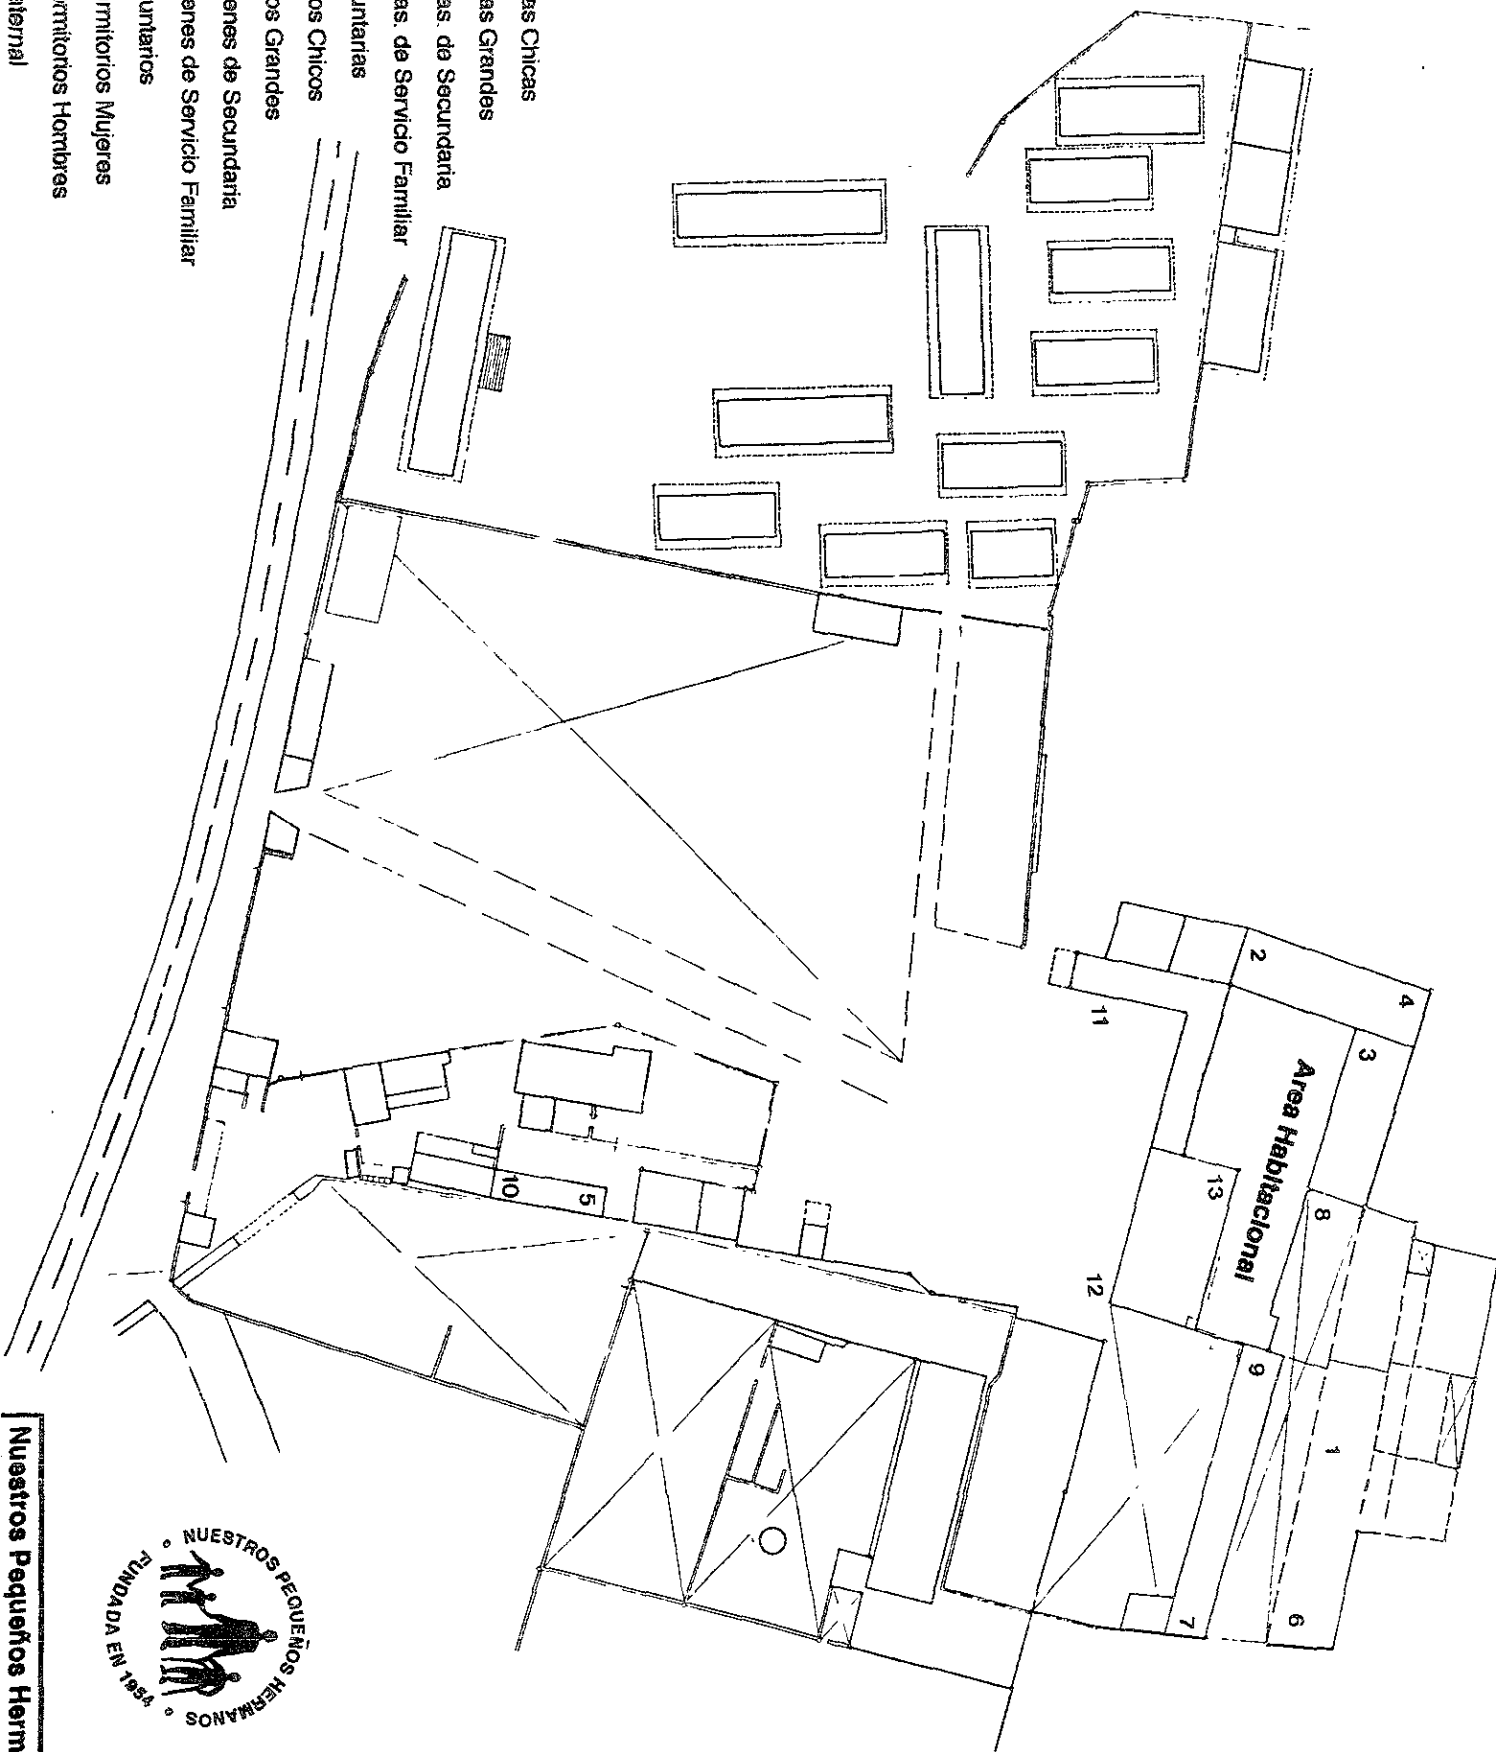 as Chicas
as Grandes
as. de Secundaria
as. de Servicio Familiar
untarias
os Chicos
os Grandes
enes de Secundaria
enes de Servicio Familiar
untarios
rmitorios Mujeres
ormitorios Hombres
aternal
4
2
3
11
Area Habitacional
13
8
12
9
1
7
6
5
10
NUESTROS PEQUEÑOS HERMANOS
FUNDADA EN 1954
Nuestros Pequeños Herm